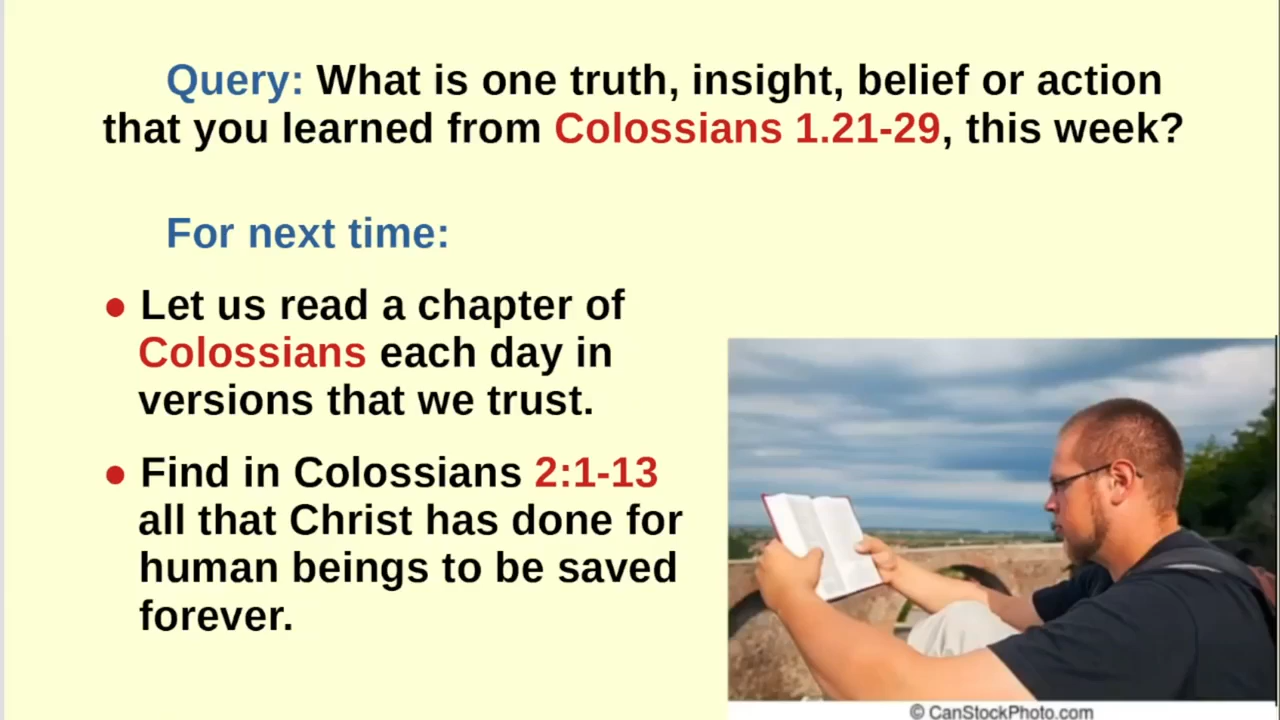 Query: What is one truth, insight, belief or action
that you learned from Colossians 1.21-29, this week?
For next time:
● Let us read a chapter of
Colossians each day in
versions that we trust.
● Find in Colossians 2:1-13
all that Christ has done for
human beings to be saved
forever.
© CanStockPhoto.com